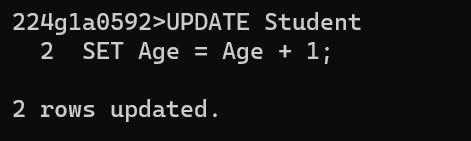 224g1a0592>UPDATE Student
  2  SET Age = Age + 1;

2 rows updated.